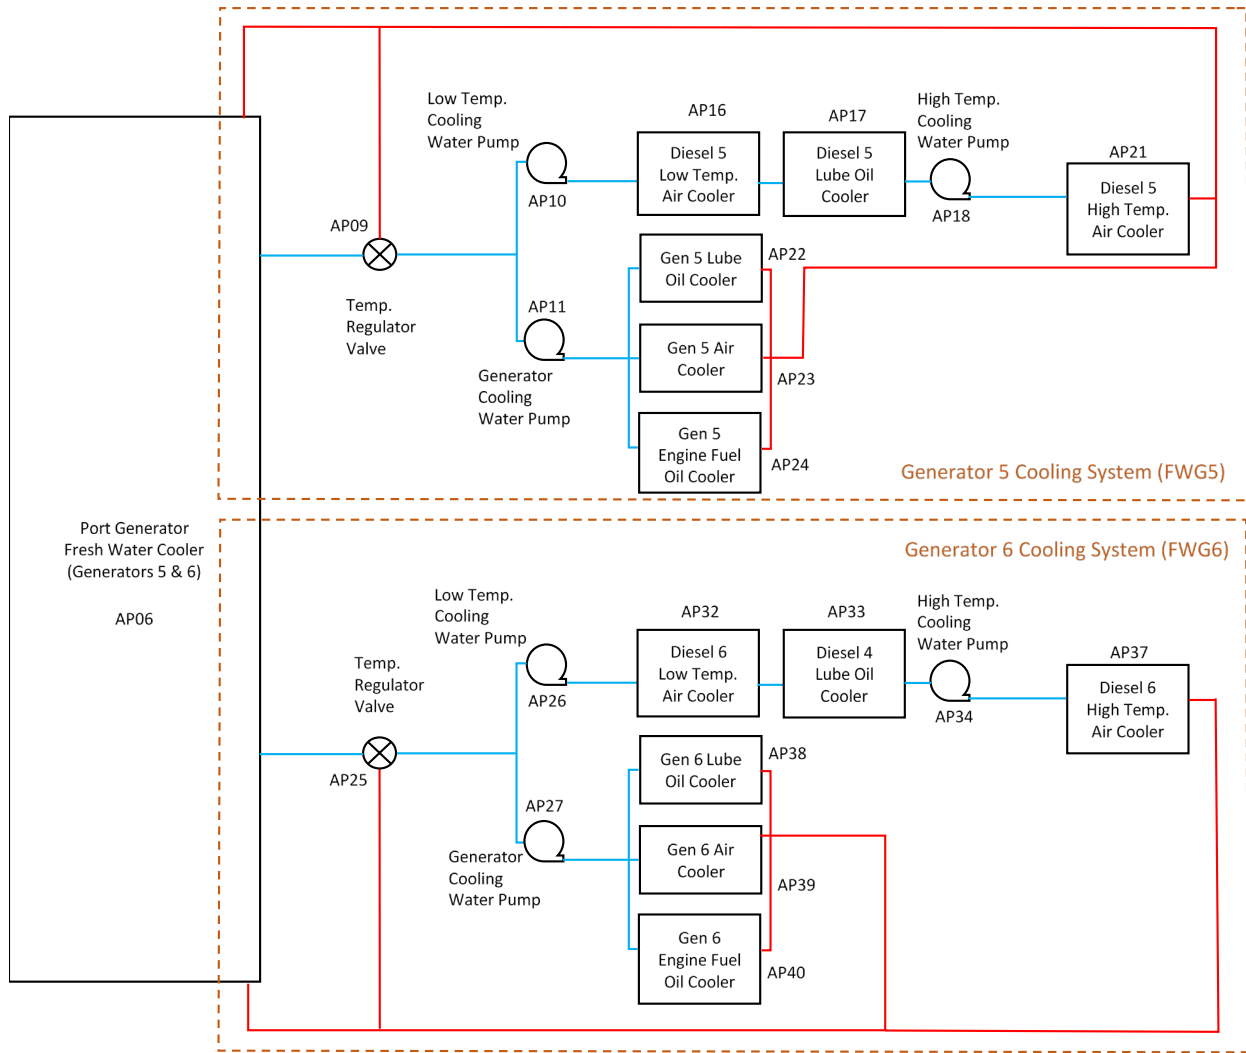 Low Temp.
Cooling
Water Pump
AP10
AP16
Diesel 5
Low Temp.
Air Cooler
AP17
Diesel 5
Lube Oil
Cooler
High Temp.
Cooling
Water Pump
AP18
AP21
Diesel 5
High Temp.
Air Cooler
AP09
Temp.
Regulator
Valve
AP11
Generator
Cooling
Water Pump
AP22
Gen 5 Lube
Oil Cooler
Gen 5 Air
Cooler
AP23
Gen 5
Engine Fuel
Oil Cooler
AP24
Generator 5 Cooling System (FWG5)
Port Generator
Fresh Water Cooler
(Generators 5 & 6)
AP06
Generator 6 Cooling System (FWG6)
Low Temp.
Cooling
Water Pump
AP26
AP32
Diesel 6
Low Temp.
Air Cooler
AP33
Diesel 4
Lube Oil
Cooler
High Temp.
Cooling
Water Pump
AP34
AP37
Diesel 6
High Temp.
Air Cooler
Temp.
Regulator
Valve
AP25
AP27
Generator
Cooling
Water Pump
AP38
Gen 6 Lube
Oil Cooler
Gen 6 Air
Cooler
AP39
Gen 6
Engine Fuel
Oil Cooler
AP40